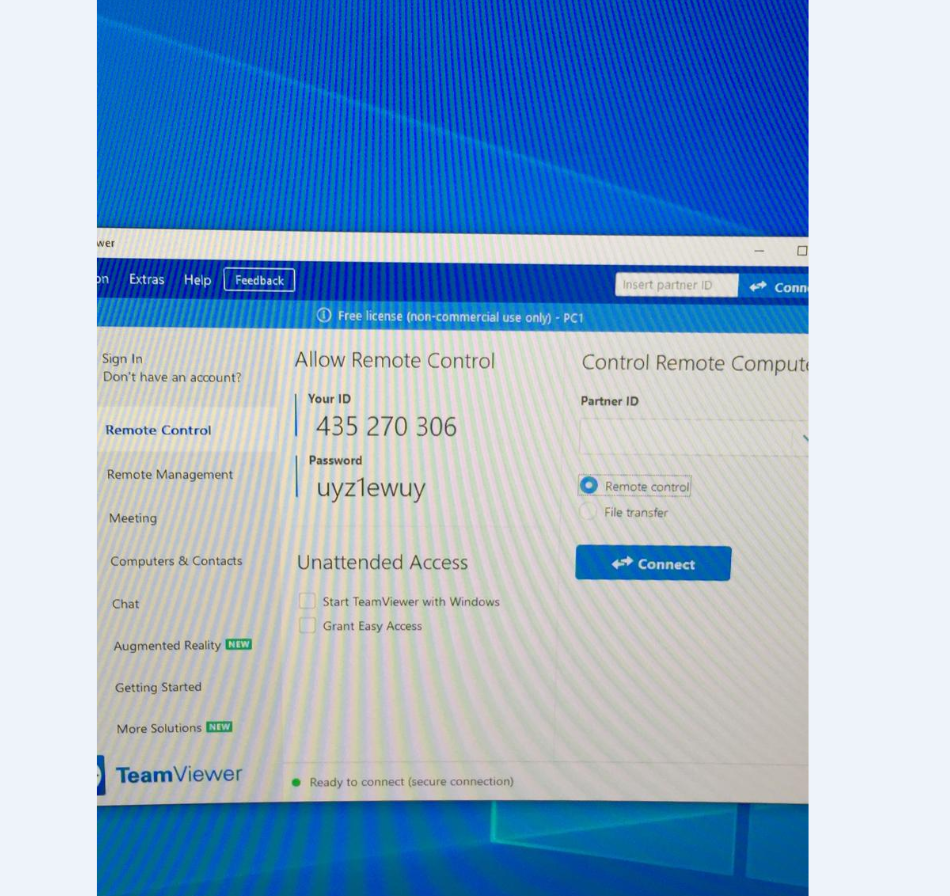 wer
on Extras Help Feedback
Insert partner ID Conn
Free license (non-commercial use only) - PC1
Sign In
Don't have an account?
Remote Control
Remote Management
Meeting
Computers & Contacts
Chat
Augmented Reality NEW
Getting Started
More Solutions NEW
TeamViewer
Allow Remote Control
Your ID
435 270 306
Password
uyz1ewuy
Unattended Access
Start TeamViewer with Windows
Grant Easy Access
Control Remote Compute
Partner ID
Remote control
File transfer
Connect
Ready to connect (secure connection)